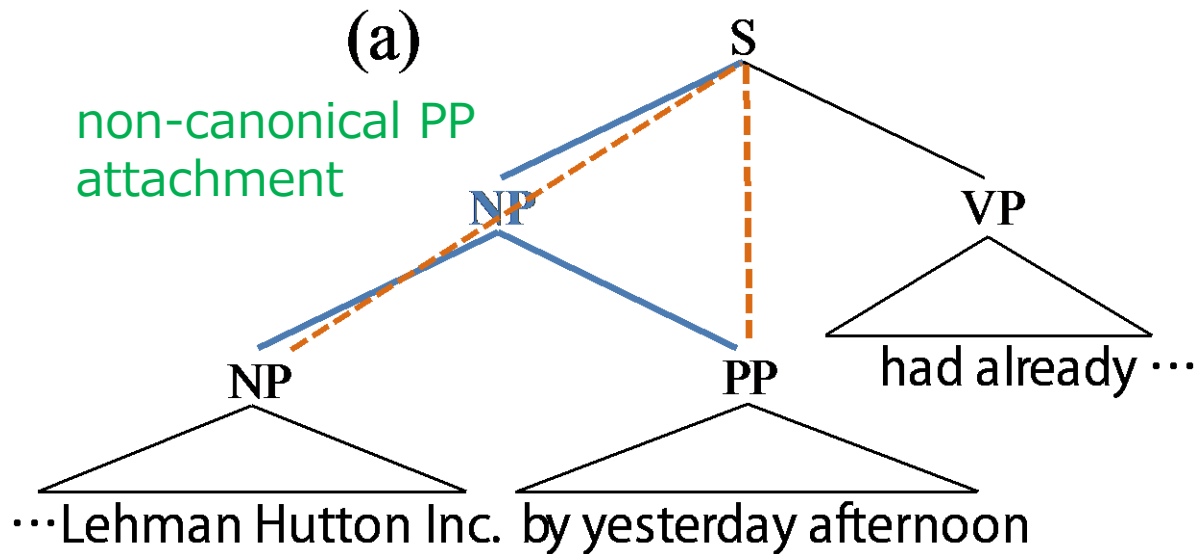 (a)
S
non-canonical PP
attachment
NP
VP
NP
PP
had already …
…Lehman Hutton Inc. by yesterday afternoon